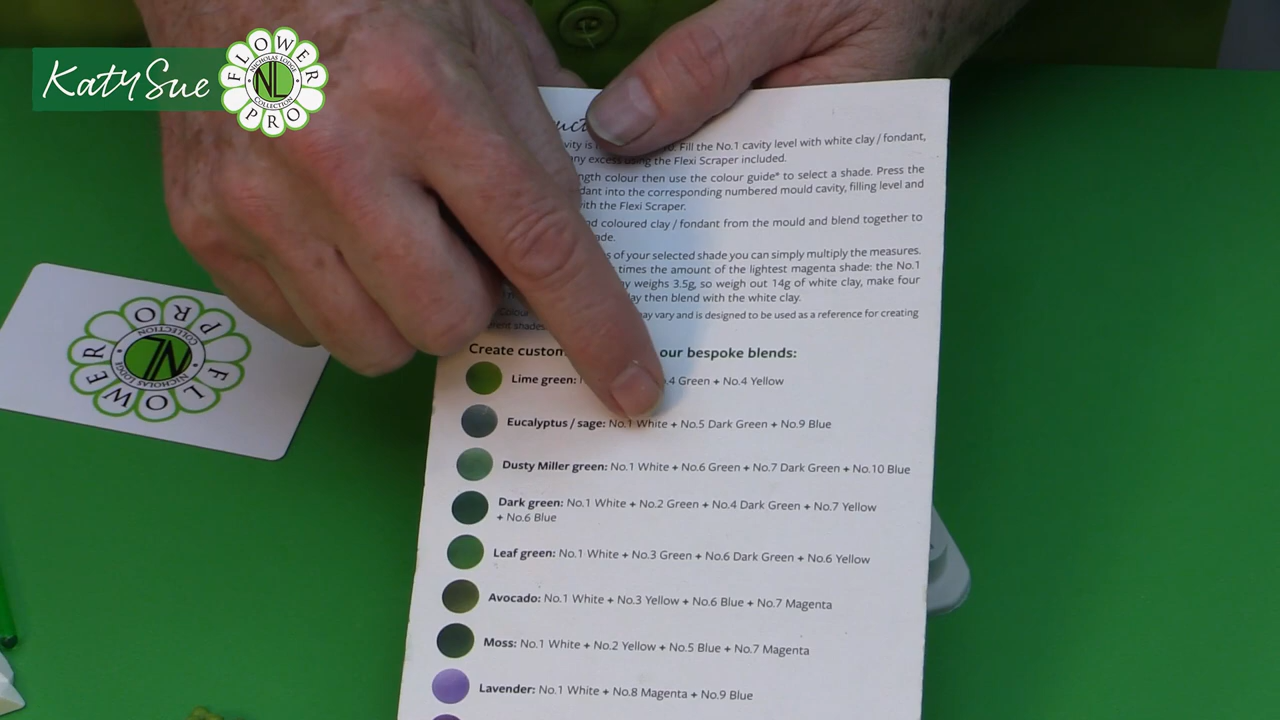 Katy Sue
FLOWER PRO
NICHOLAS LODGE
NL
COLLECTION
FLOWER PRO
NICHOLAS LODGE
NL
COLLECTION
Fill the No.1 cavity level with white clay / fondant,
any excess using the Flexi Scraper included.
colour then use the colour guide* to select a shade. Press the
into the corresponding numbered mould cavity, filling level and
with the Flexi Scraper.
coloured clay / fondant from the mould and blend together to
of your selected shade you can simply multiply the measures.
times the amount of the lightest magenta shade: the No.1
weighs 3.5g, so weigh out 14g of white clay, make four
then blend with the white clay.
may vary and is designed to be used as a reference for creating
shades
Create our bespoke blends:
Lime green: Green + No.4 Yellow
Eucalyptus / sage: No.1 White + No.5 Dark Green + No.9 Blue
Dusty Miller green: No.1 White + No.6 Green + No.7 Dark Green + No.10 Blue
Dark green: No.1 White + No.2 Green + No.4 Dark Green + No.7 Yellow
+ No.6 Blue
Leaf green: No.1 White + No.3 Green + No.6 Dark Green + No.6 Yellow
Avocado: No.1 White + No.3 Yellow + No.6 Blue + No.7 Magenta
Moss: No.1 White + No.2 Yellow + No.5 Blue + No.7 Magenta
Lavender: No.1 White + No.8 Magenta + No.9 Blue